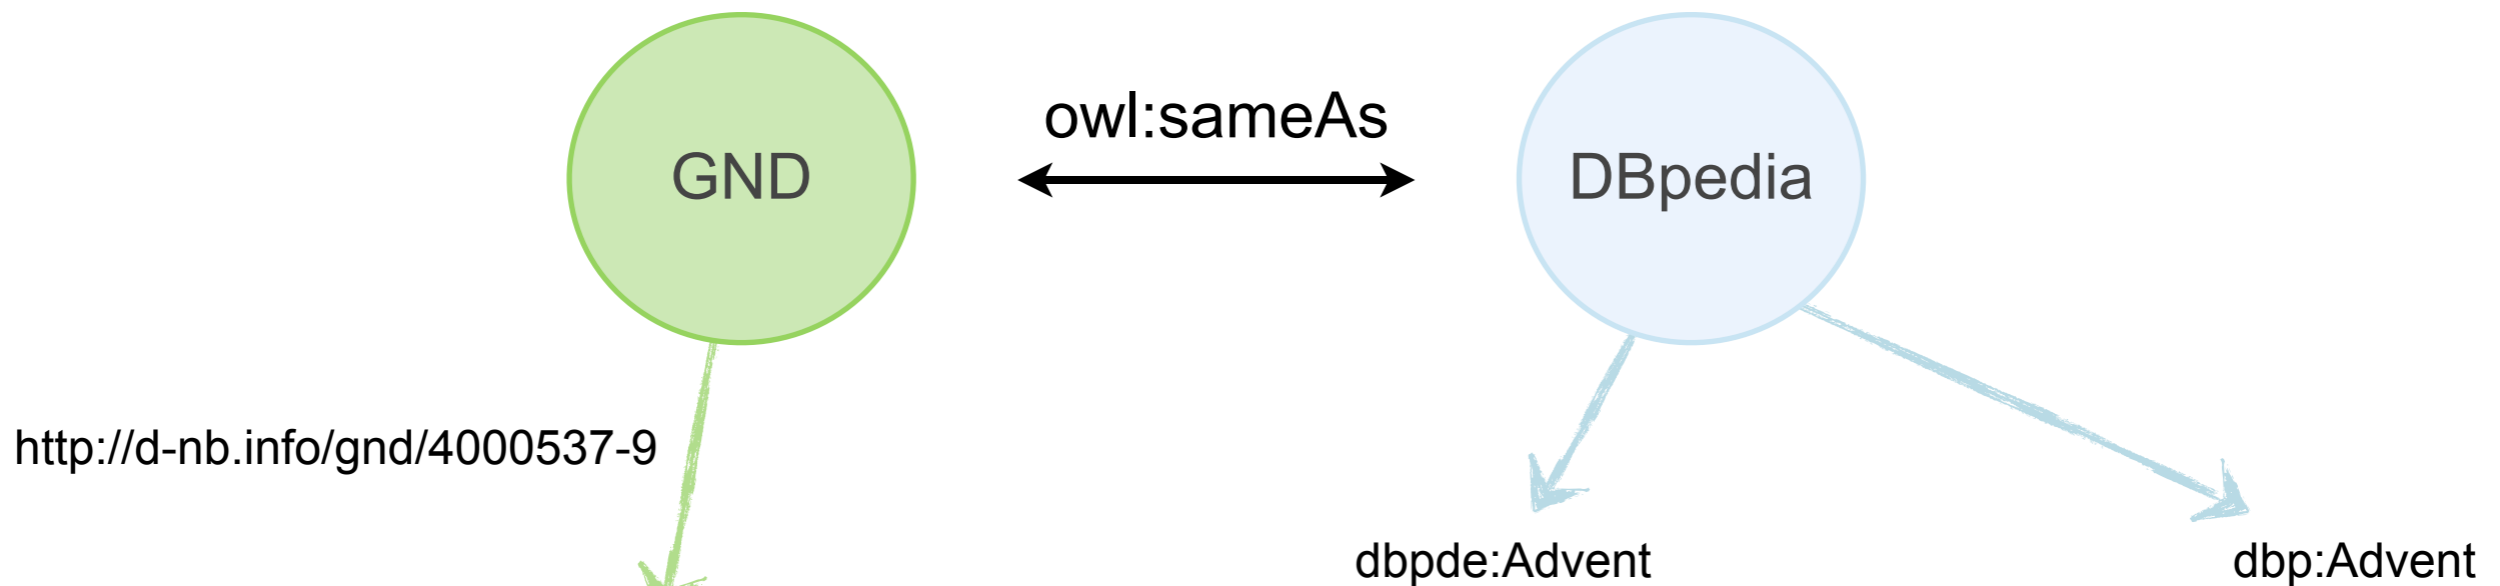 owl:sameAs
GND
DBpedia
http://d-nb.info/gnd/4000537-9
dbpde:Advent
dbp:Advent